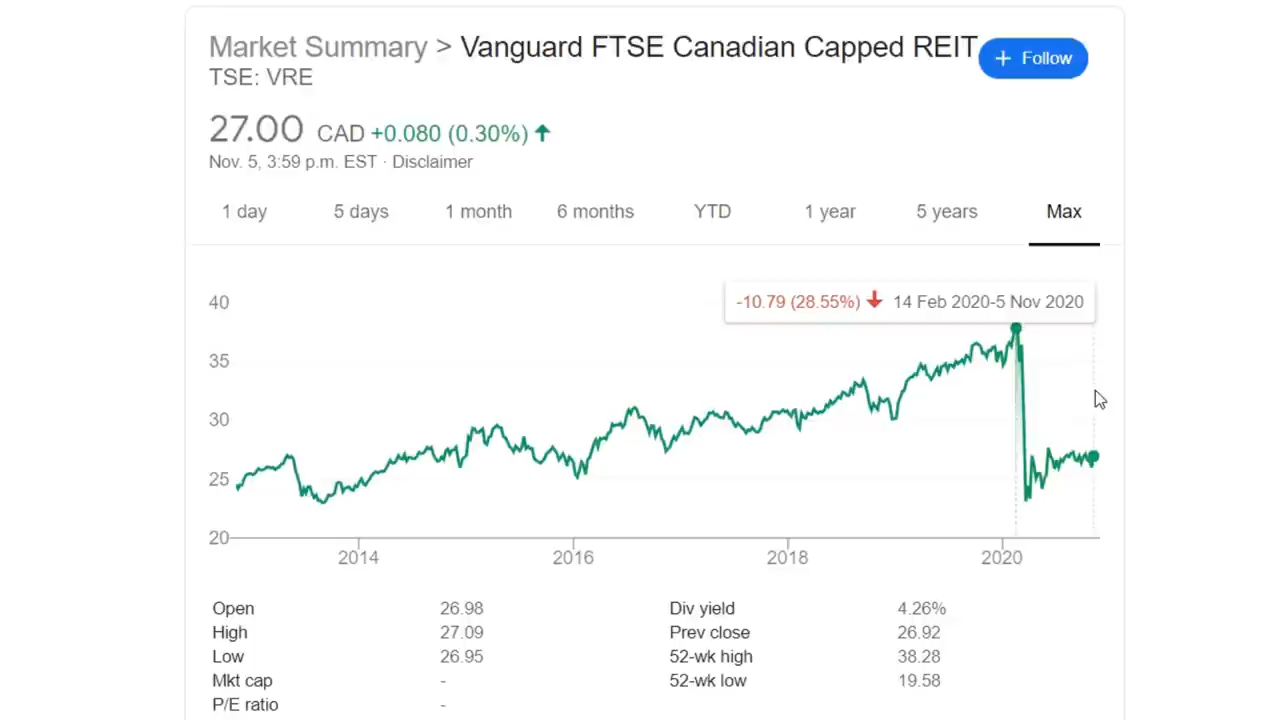 Market Summary > Vanguard FTSE Canadian Capped REIT
+ Follow
TSE: VRE
27.00 CAD +0.080 (0.30%)
Nov. 5, 3:59 p.m. EST · Disclaimer
1 day 5 days 1 month 6 months YTD 1 year 5 years Max
-10.79 (28.55%) 14 Feb 2020-5 Nov 2020
40
35
30
25
20
2014 2016 2018 2020
Open 26.98 Div yield 4.26%
High 27.09 Prev close 26.92
Low 26.95 52-wk high 38.28
Mkt cap - 52-wk low 19.58
P/E ratio -